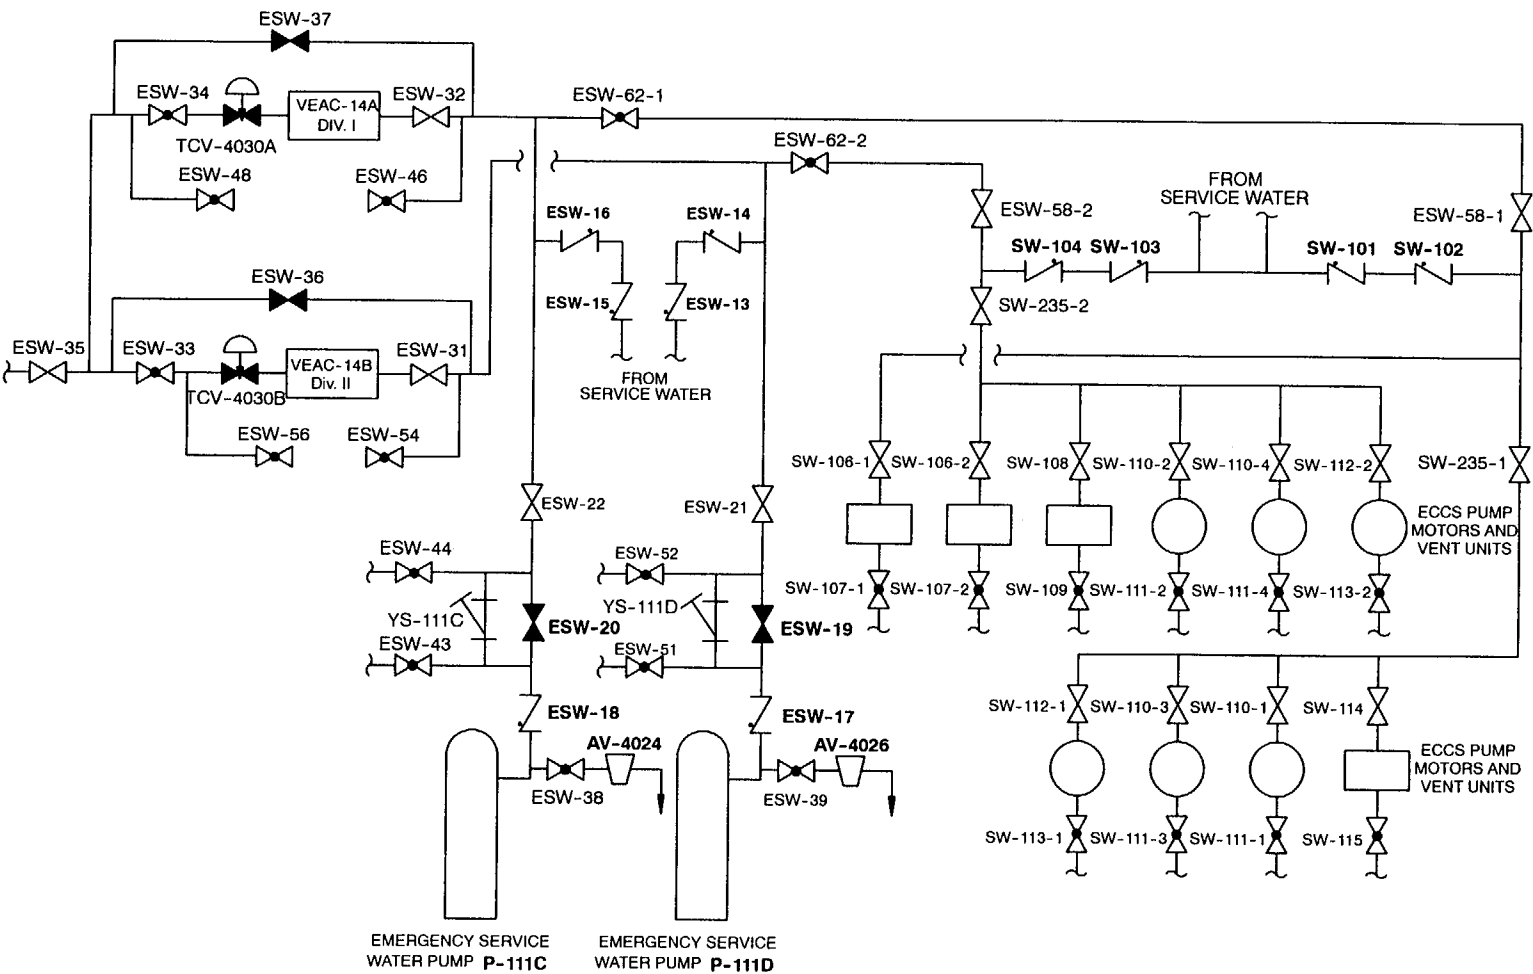 ESW-37
ESW-34
VEAC-14A
DIV. I
ESW-32
ESW-62-1
TCV-4030A
ESW-62-2
ESW-48
ESW-46
FROM
SERVICE WATER
ESW-16
ESW-14
ESW-58-2
ESW-58-1
SW-104
SW-103
SW-101
SW-102
ESW-36
ESW-15
ESW-13
SW-235-2
ESW-35
ESW-33
VEAC-14B
Div. II
ESW-31
FROM
SERVICE WATER
TCV-4030B
ESW-56
ESW-54
SW-106-1
SW-106-2
SW-108
SW-110-2
SW-110-4
SW-112-2
SW-235-1
ESW-22
ESW-21
ECCS PUMP
MOTORS AND
VENT UNITS
ESW-44
ESW-52
SW-107-1
SW-107-2
SW-109
SW-111-2
SW-111-4
SW-113-2
YS-111C
ESW-20
YS-111D
ESW-19
ESW-43
ESW-51
ESW-18
ESW-17
SW-112-1
SW-110-3
SW-110-1
SW-114
AV-4024
AV-4026
ECCS PUMP
MOTORS AND
VENT UNITS
ESW-38
ESW-39
SW-113-1
SW-111-3
SW-111-1
SW-115
EMERGENCY SERVICE
WATER PUMP P-111C
EMERGENCY SERVICE
WATER PUMP P-111D